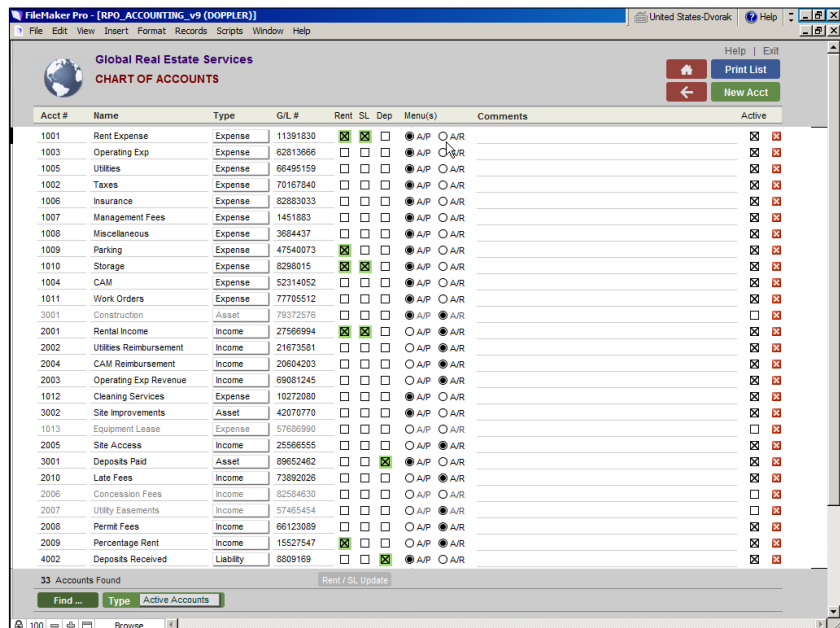 FileMaker Pro - [RPO_ACCOUNTING_v9 (DOPPLER)] United States-Dvorak Help
File Edit View Insert Format Records Scripts Window Help
Help | Exit
Global Real Estate Services
CHART OF ACCOUNTS
Print List
New Acct
Acct # Name Type G/L # Rent SL Dep Menu(s) Comments Active
1001 Rent Expense Expense 11391830 A/P A/R
1003 Operating Exp Expense 62813666 A/P A/R
1005 Utilities Expense 66495159 A/P A/R
1002 Taxes Expense 70167840 A/P A/R
1006 Insurance Expense 82883033 A/P A/R
1007 Management Fees Expense 1451883 A/P A/R
1008 Miscellaneous Expense 3684437 A/P A/R
1009 Parking Expense 47540073 A/P A/R
1010 Storage Expense 8298015 A/P A/R
1004 CAM Expense 52314052 A/P A/R
1011 Work Orders Expense 77705512 A/P A/R
3001 Construction Asset 79372576 A/P A/R
2001 Rental Income Income 27566994 A/P A/R
2002 Utilities Reimbursement Income 21673581 A/P A/R
2004 CAM Reimbursement Income 20604203 A/P A/R
2003 Operating Exp Revenue Income 69081245 A/P A/R
1012 Cleaning Services Expense 10272080 A/P A/R
3002 Site Improvements Asset 42070770 A/P A/R
1013 Equipment Lease Expense 57686990 A/P A/R
2005 Site Access Income 25566555 A/P A/R
3001 Deposits Paid Asset 89652462 A/P A/R
2010 Late Fees Income 73892026 A/P A/R
2006 Concession Fees Income 82584630 A/P A/R
2007 Utility Easements Income 57465454 A/P A/R
2008 Permit Fees Income 66123089 A/P A/R
2009 Percentage Rent Income 15527547 A/P A/R
4002 Deposits Received Liability 8809169 A/P A/R
33 Accounts Found Rent / SL Update
Find ... Type Active Accounts
100 Browse